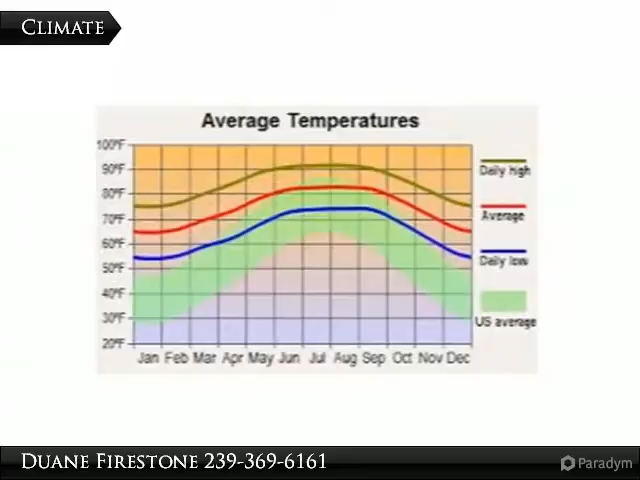 CLIMATE
Average Temperatures
100°F
90°F
80°F
70°F
60°F
50°F
40°F
30°F
20°F
Jan Feb Mar Apr May Jun Jul Aug Sep Oct Nov Dec
Daily high
Average
Daily low
US average
DUANE FIRESTONE 239-369-6161
Paradym